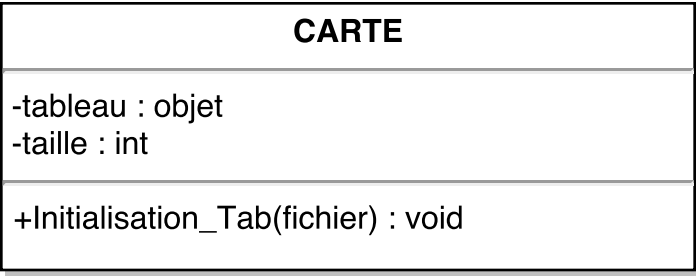 CARTE
-tableau : objet
-taille : int
+Initialisation_Tab(fichier) : void